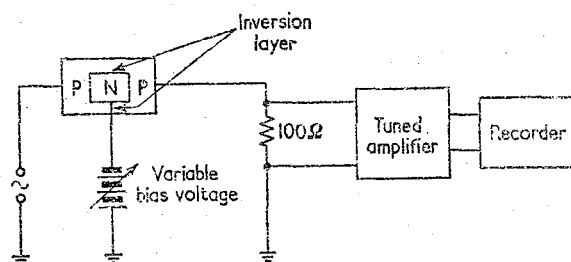 Inversion
layer
P N P
100Ω
Tuned
amplifier
Recorder
Variable
bias voltage